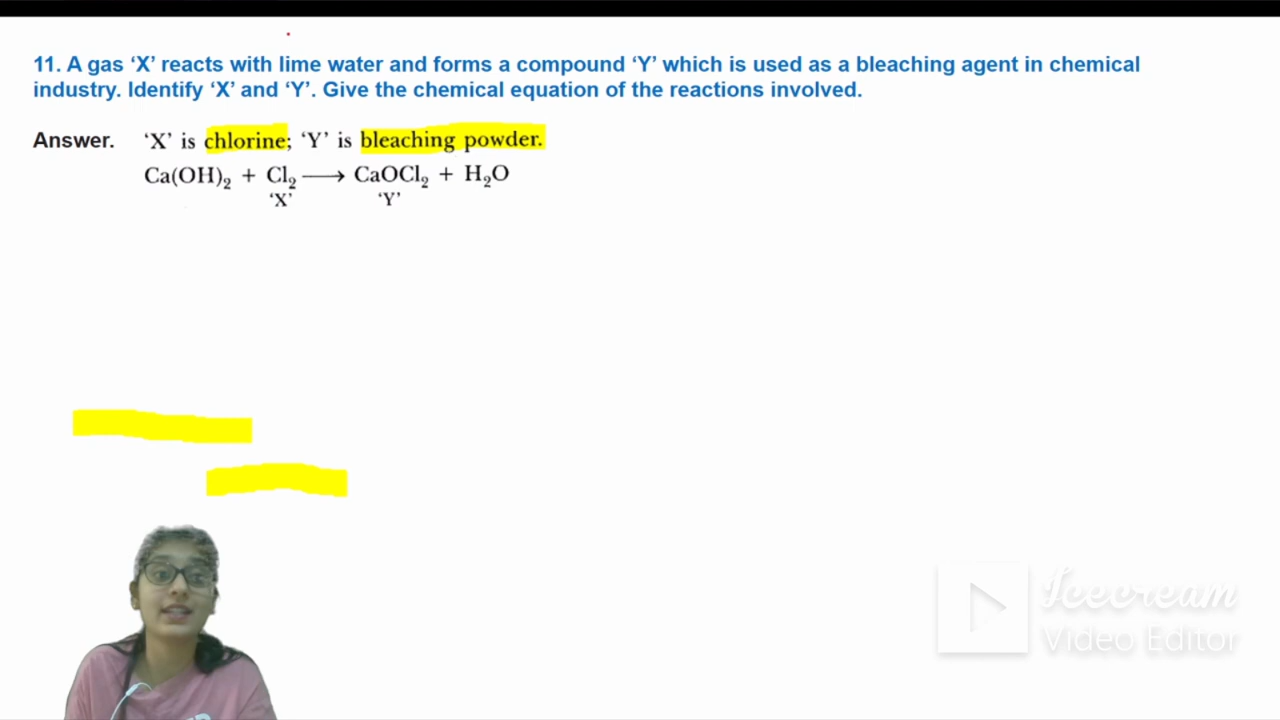 11. A gas ‘X’ reacts with lime water and forms a compound ‘Y’ which is used as a bleaching agent in chemical
industry. Identify ‘X’ and ‘Y’. Give the chemical equation of the reactions involved.
Answer. ‘X’ is chlorine; ‘Y’ is bleaching powder.
Ca(OH)₂ + Cl₂ ⟶ CaOCl₂ + H₂O
‘X’ ‘Y’
Icecream
Video Editor